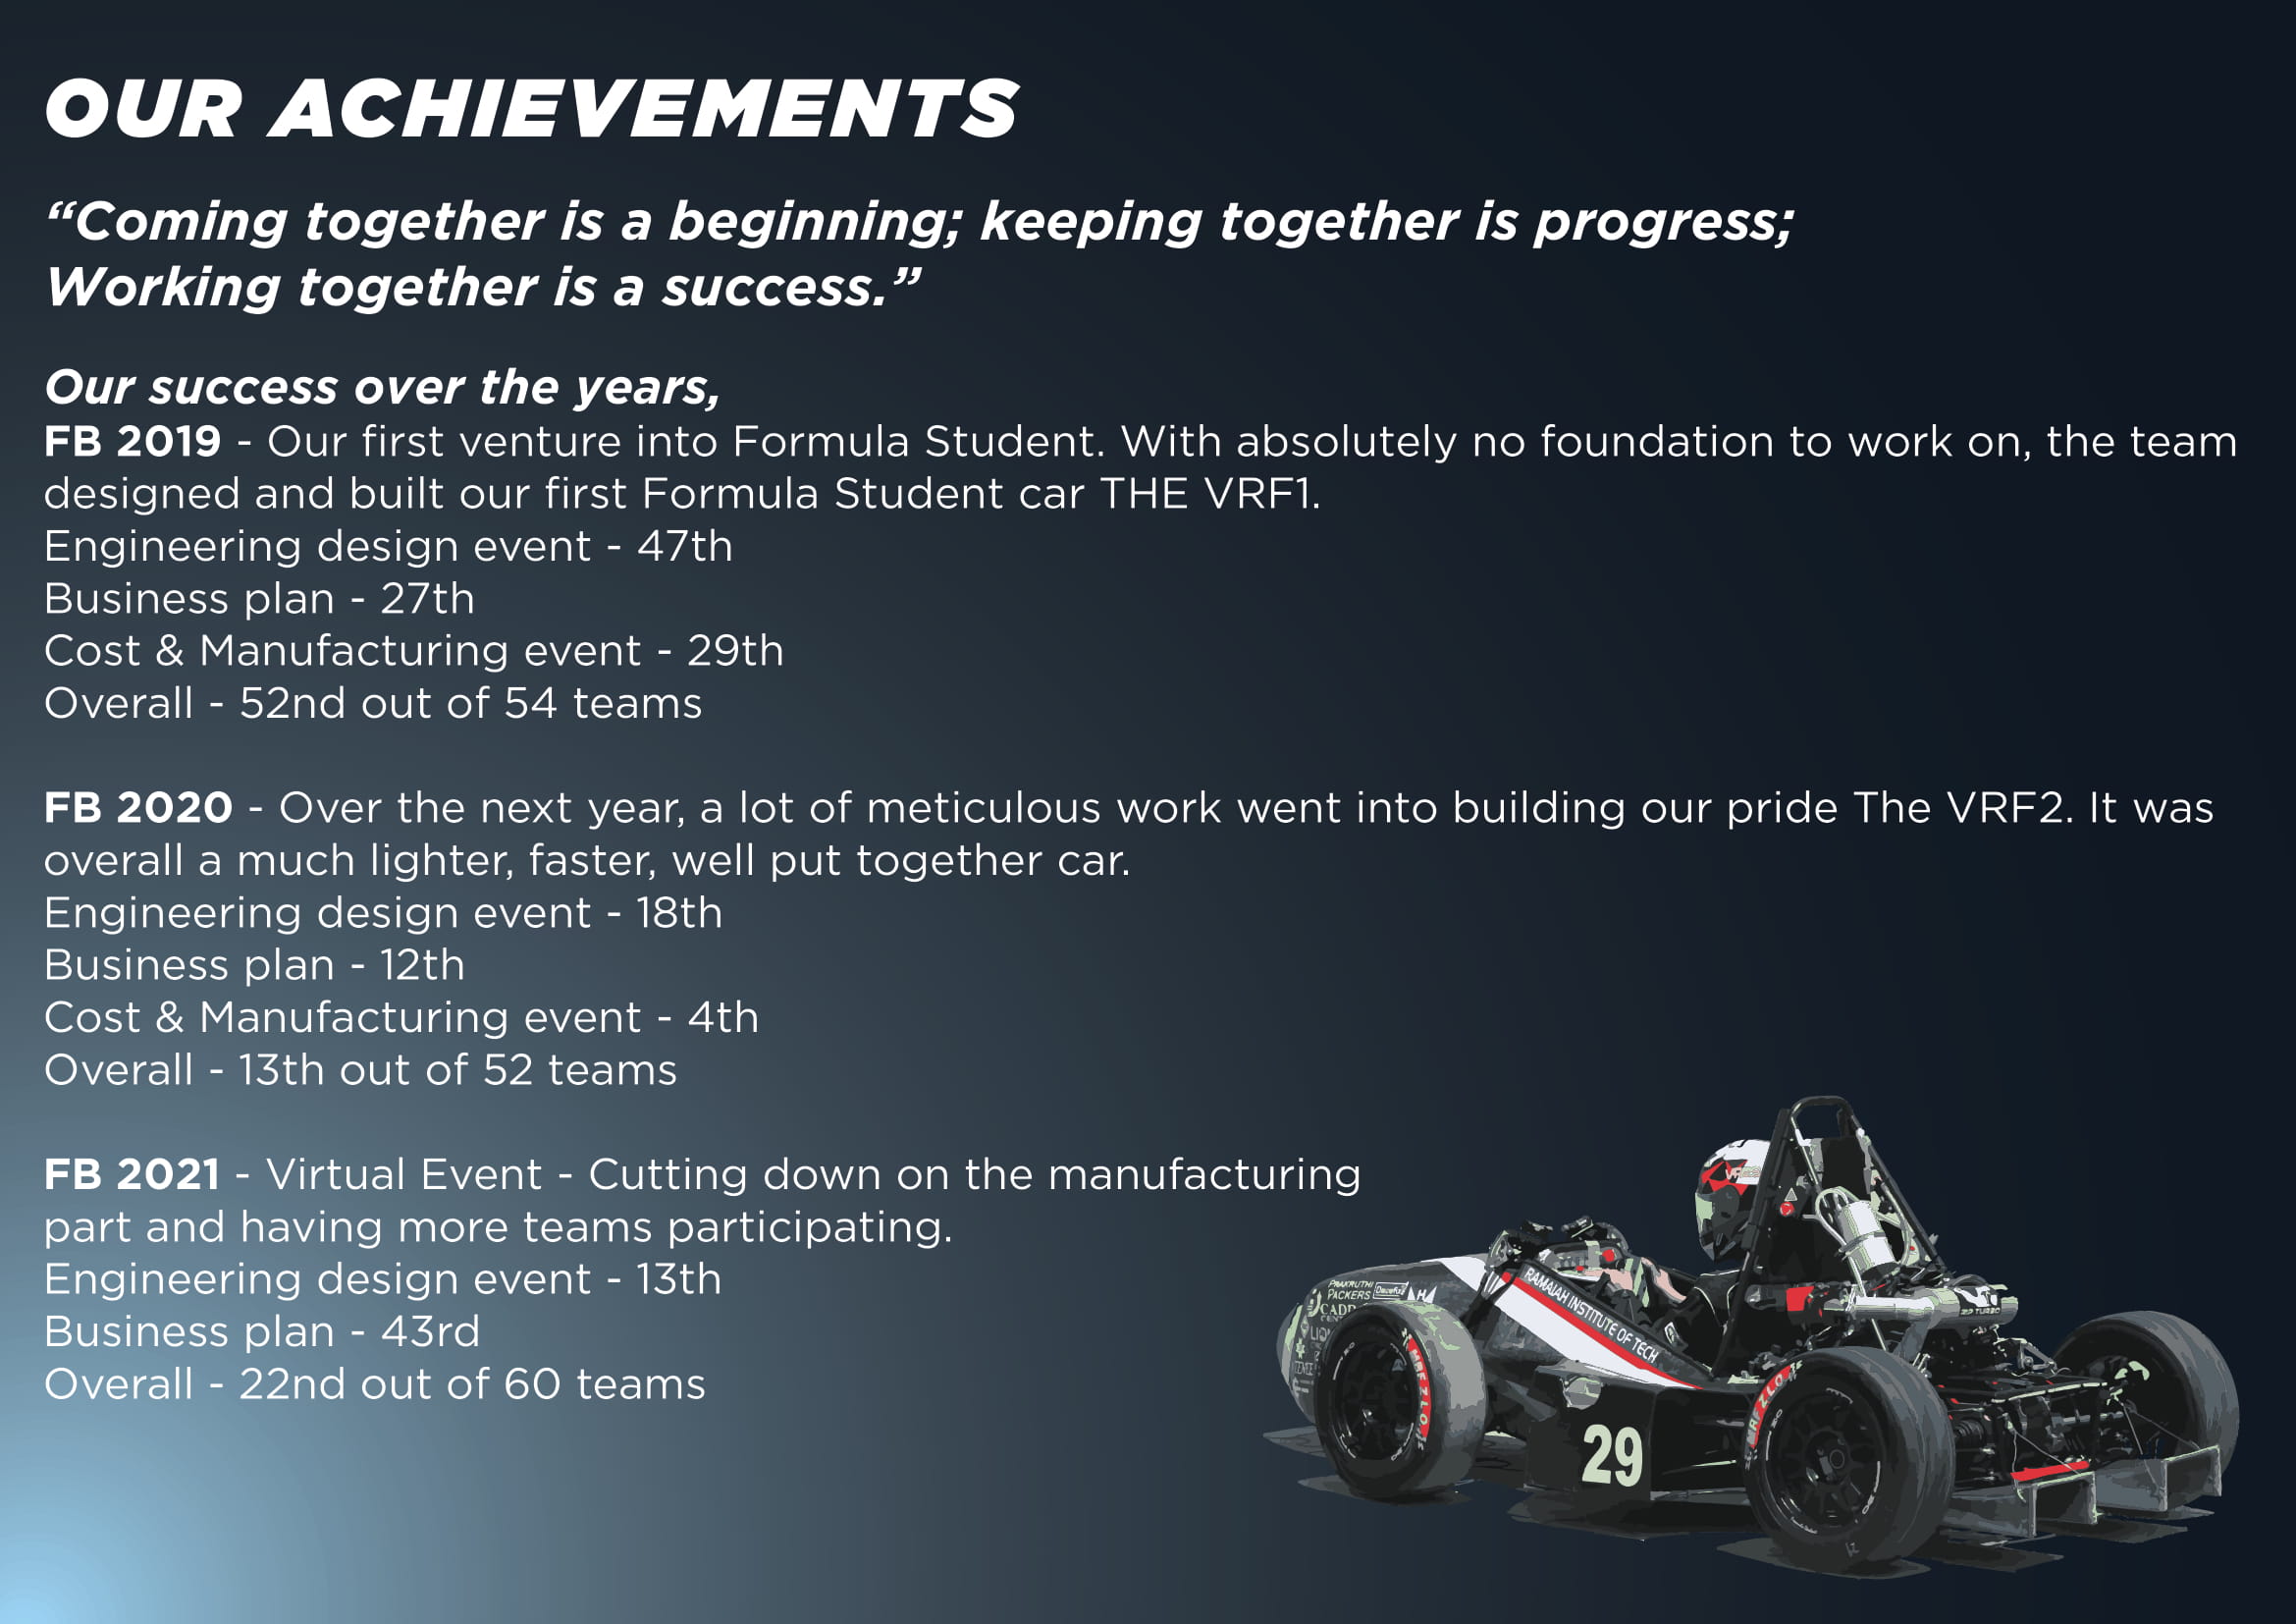 OUR ACHIEVEMENTS
“Coming together is a beginning; keeping together is progress;
Working together is a success.”
Our success over the years,
FB 2019 - Our first venture into Formula Student. With absolutely no foundation to work on, the team
designed and built our first Formula Student car THE VRF1.
Engineering design event - 47th
Business plan - 27th
Cost & Manufacturing event - 29th
Overall - 52nd out of 54 teams
FB 2020 - Over the next year, a lot of meticulous work went into building our pride The VRF2. It was
overall a much lighter, faster, well put together car.
Engineering design event - 18th
Business plan - 12th
Cost & Manufacturing event - 4th
Overall - 13th out of 52 teams
FB 2021 - Virtual Event - Cutting down on the manufacturing
part and having more teams participating.
Engineering design event - 13th
Business plan - 43rd
Overall - 22nd out of 60 teams
PRAKRUTHI
PACKERS
CADD
RAMAIAH INSTITUTE OF TECH
MRF ZLO
MRF ZLO
29